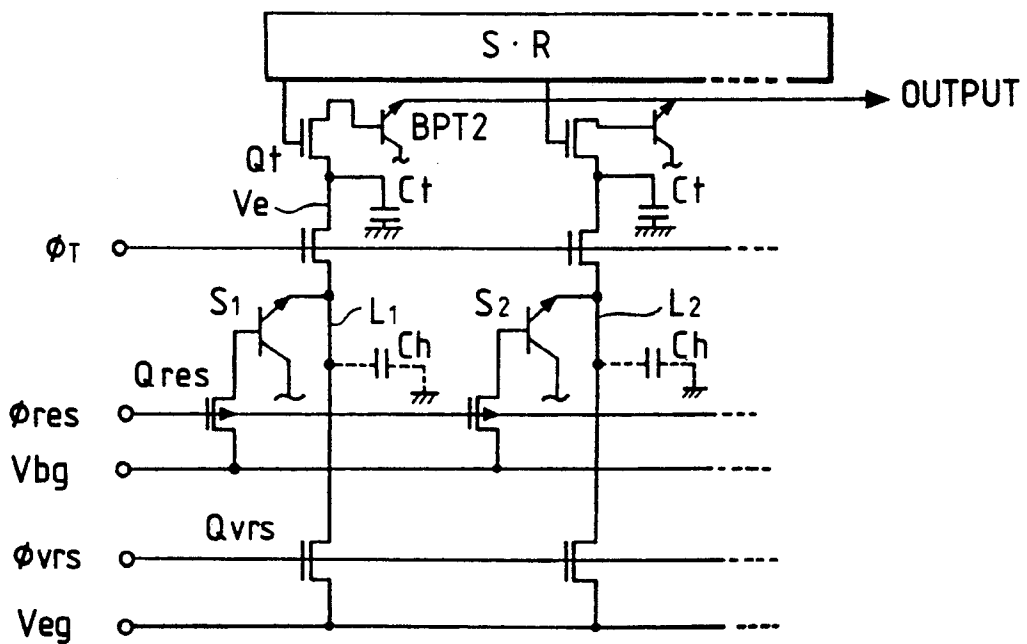 S · R
OUTPUT
BPT2
Qt
Ct
Ct
Ve
φT
S1
L1
S2
L2
Ch
Ch
Qres
φres
Vbg
Qvrs
φvrs
Veg